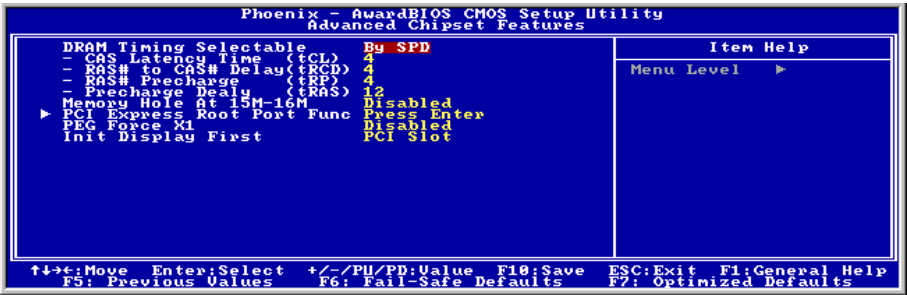 Phoenix - AwardBIOS CMOS Setup Utility
Advanced Chipset Features
DRAM Timing Selectable By SPD
- CAS Latency Time (tCL) 4
- RAS# to CAS# Delay(tRCD) 4
- RAS# Precharge (tRP) 4
- Precharge Dealy (tRAS) 12
Memory Hole At 15M-16M Disabled
► PCI Express Root Port Func Press Enter
PEG Force X1 Disabled
Init Display First PCI Slot
Item Help
Menu Level ►
↑↓→←:Move Enter:Select +/-/PU/PD:Value F10:Save ESC:Exit F1:General Help
F5: Previous Values F6: Fail-Safe Defaults F7: Optimized Defaults